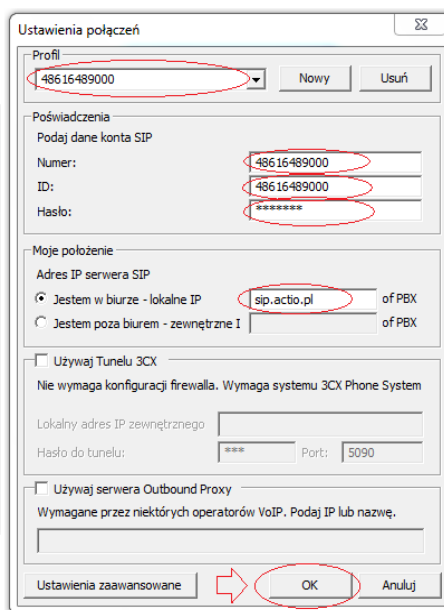 Ustawienia połączeń
Profil
48616489000
Nowy
Usuń
Poświadczenia
Podaj dane konta SIP
Numer: 48616489000
ID: 48616489000
Hasło: *******
Moje położenie
Adres IP serwera SIP
Jestem w biurze - lokalne IP sip.actio.pl of PBX
Jestem poza biurem - zewnętrzne I of PBX
Używaj Tunelu 3CX
Nie wymaga konfiguracji firewalla. Wymaga systemu 3CX Phone System
Lokalny adres IP zewnętrznego
Hasło do tunelu: *** Port: 5090
Używaj serwera Outbound Proxy
Wymagane przez niektórych operatorów VoIP. Podaj IP lub nazwę.
Ustawienia zaawansowane
OK
Anuluj